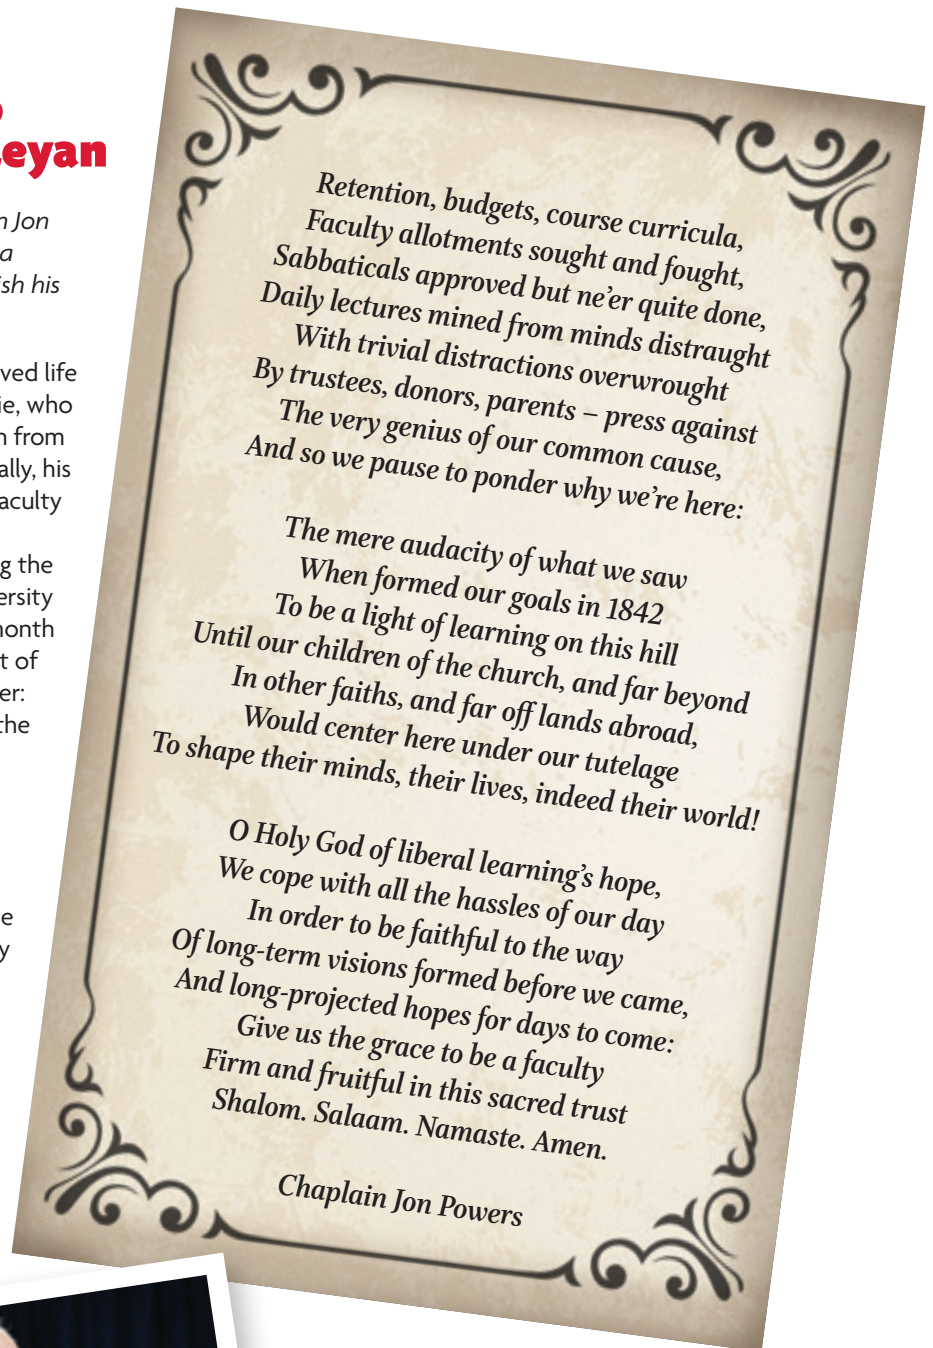 eyan
n Jon
a
ish his
ved life
ie, who
n from
ally, his
aculty
g the
ersity
month
t of
er:
the
e
y
Retention, budgets, course curricula,
Faculty allotments sought and fought,
Sabbaticals approved but ne'er quite done,
Daily lectures mined from minds distraught
With trivial distractions overwrought
By trustees, donors, parents – press against
The very genius of our common cause,
And so we pause to ponder why we're here:
The mere audacity of what we saw
When formed our goals in 1842
To be a light of learning on this hill
Until our children of the church, and far beyond
In other faiths, and far off lands abroad,
Would center here under our tutelage
To shape their minds, their lives, indeed their world!
O Holy God of liberal learning's hope,
We cope with all the hassles of our day
In order to be faithful to the way
Of long-term visions formed before we came,
And long-projected hopes for days to come:
Give us the grace to be a faculty
Firm and fruitful in this sacred trust
Shalom. Salaam. Namaste. Amen.
Chaplain Jon Powers